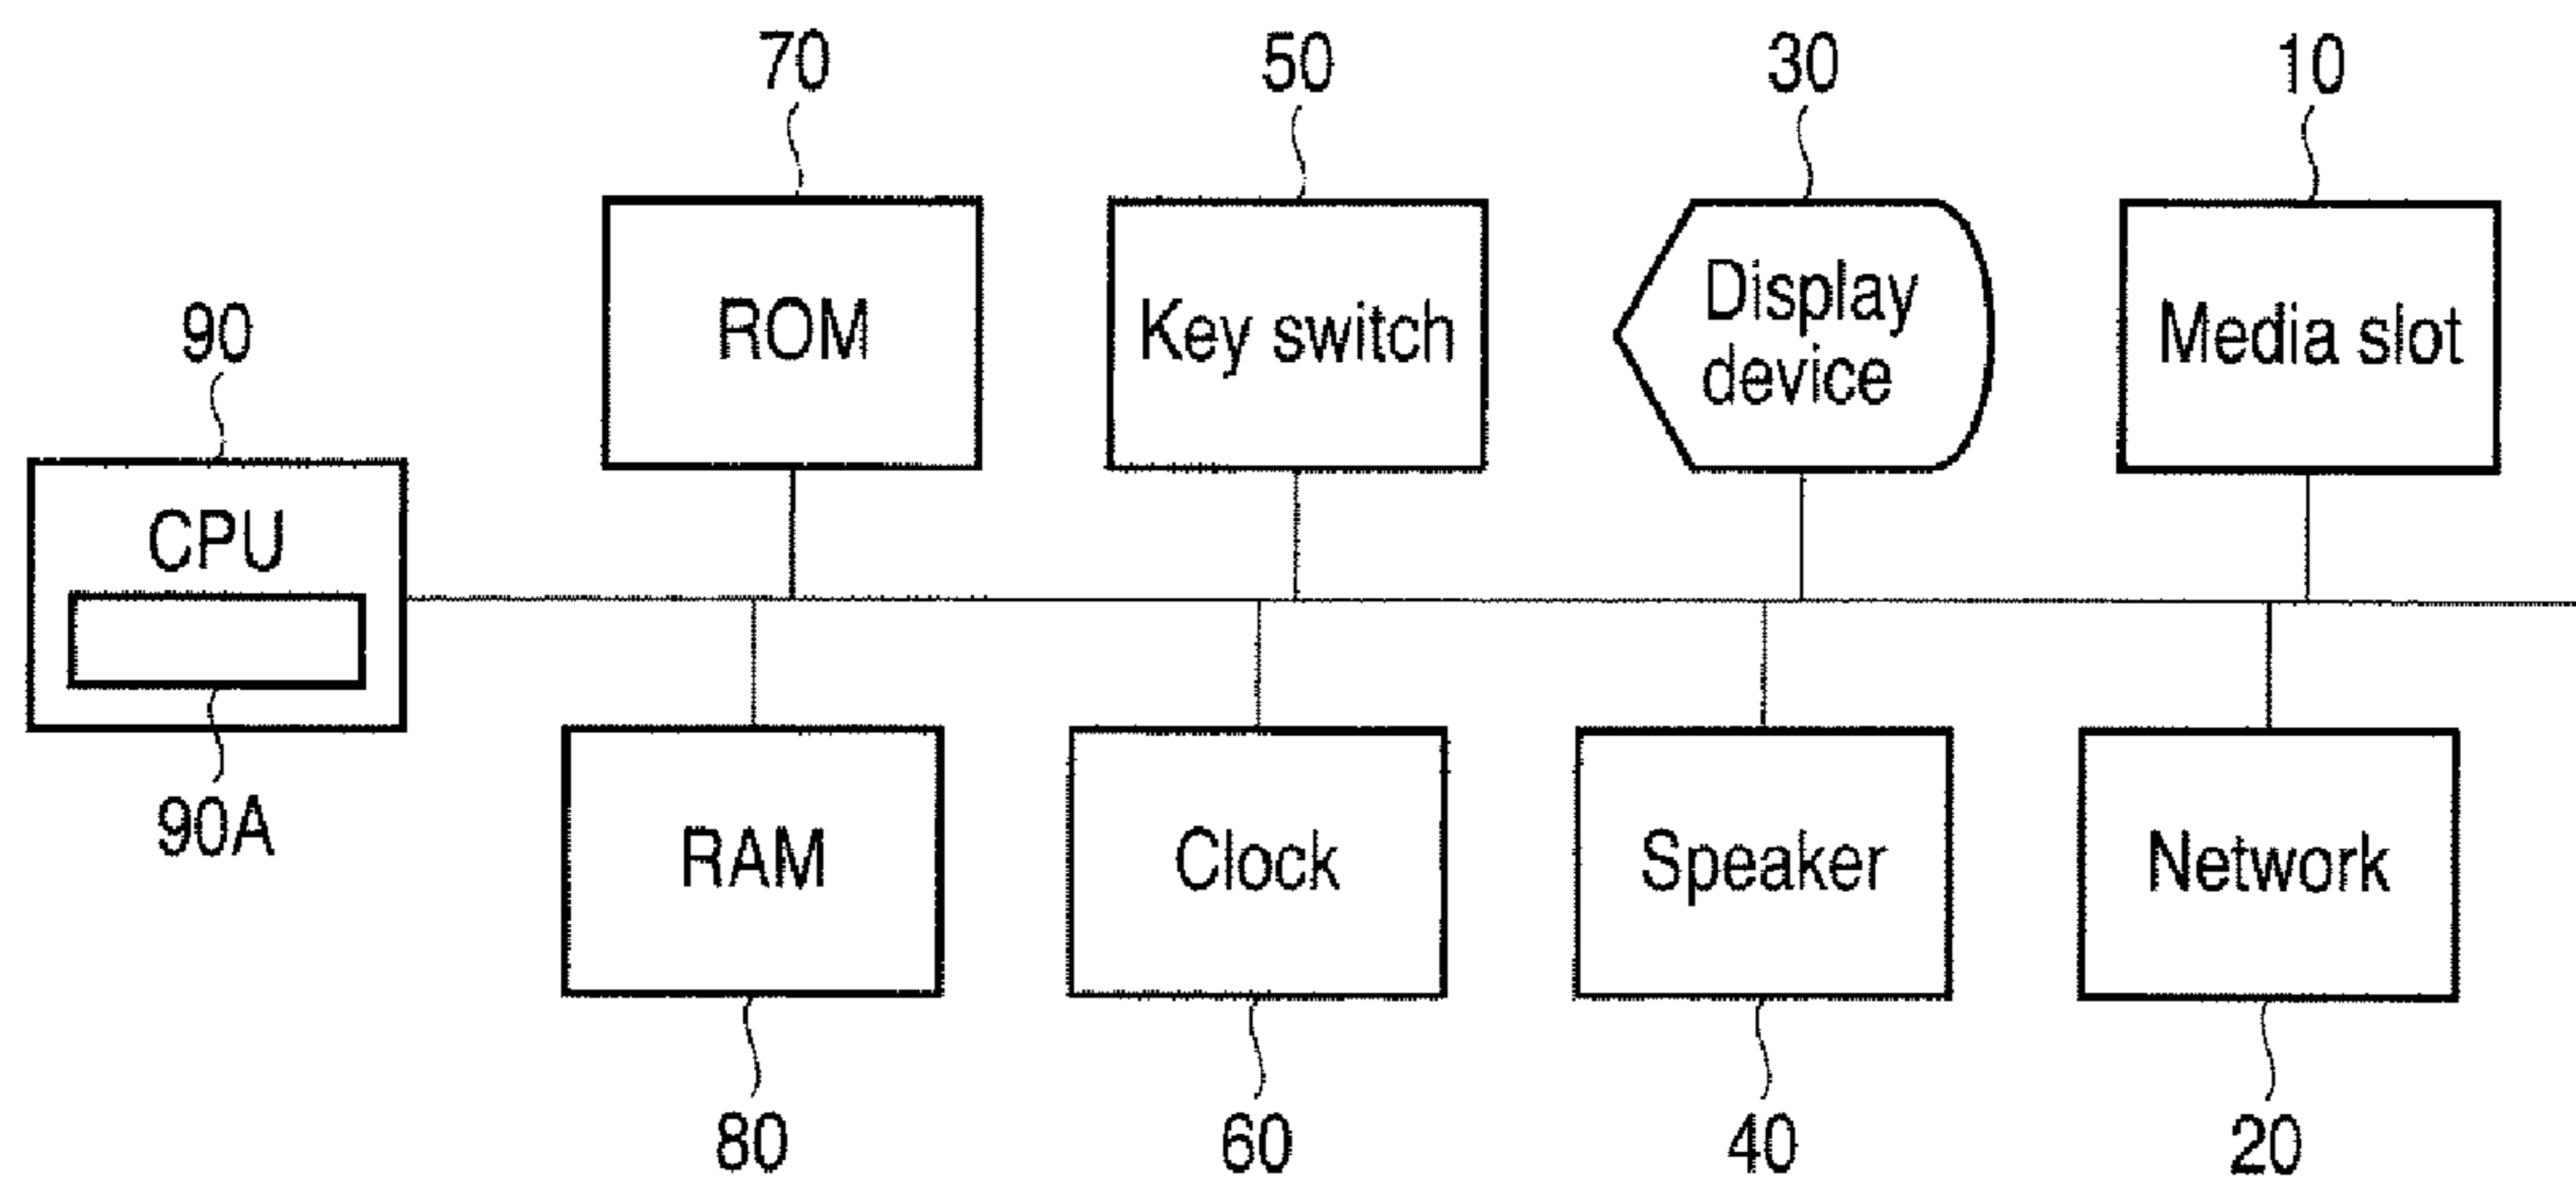 70
50
30
10
90
ROM
Key switch
Display
device
Media slot
CPU
90A
RAM
Clock
Speaker
Network
80
60
40
20